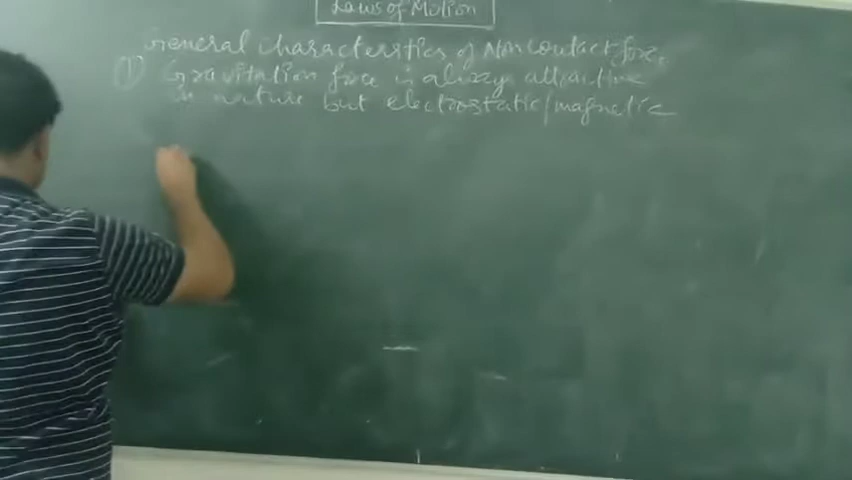 Laws of Motion
General characterstics of Non contact force
(1) Gravitation force is always attractive
in nature but electrostatic/magnetic